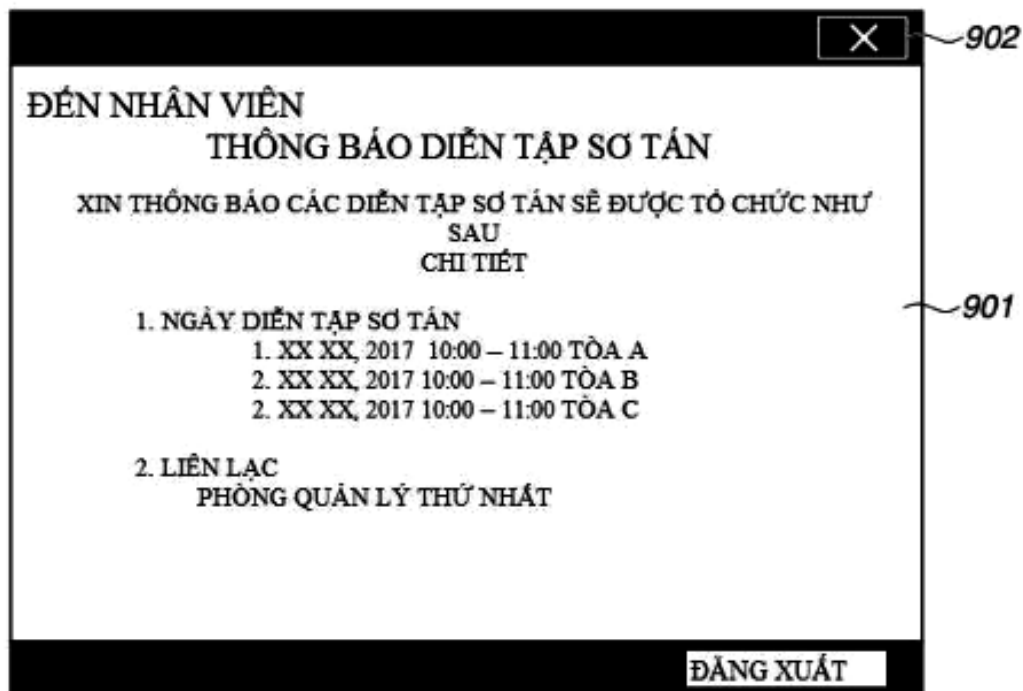 902
ĐẾN NHÂN VIÊN
THÔNG BÁO DIỄN TẬP SƠ TÁN
XIN THÔNG BÁO CÁC DIỄN TẬP SƠ TÁN SẼ ĐƯỢC TỔ CHỨC NHƯ
SAU
CHI TIẾT
901
1. NGÀY DIỄN TẬP SƠ TÁN
1. XX XX, 2017 10:00 – 11:00 TÒA A
2. XX XX, 2017 10:00 – 11:00 TÒA B
2. XX XX, 2017 10:00 – 11:00 TÒA C
2. LIÊN LẠC
PHÒNG QUẢN LÝ THỨ NHẤT
ĐĂNG XUẤT